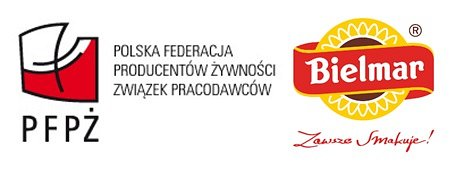 PFPŻ
POLSKA FEDERACJA
PRODUCENTÓW ŻYWNOŚCI
ZWIĄZEK PRACODAWCÓW
Bielmar®
Zawsze Smakuje!